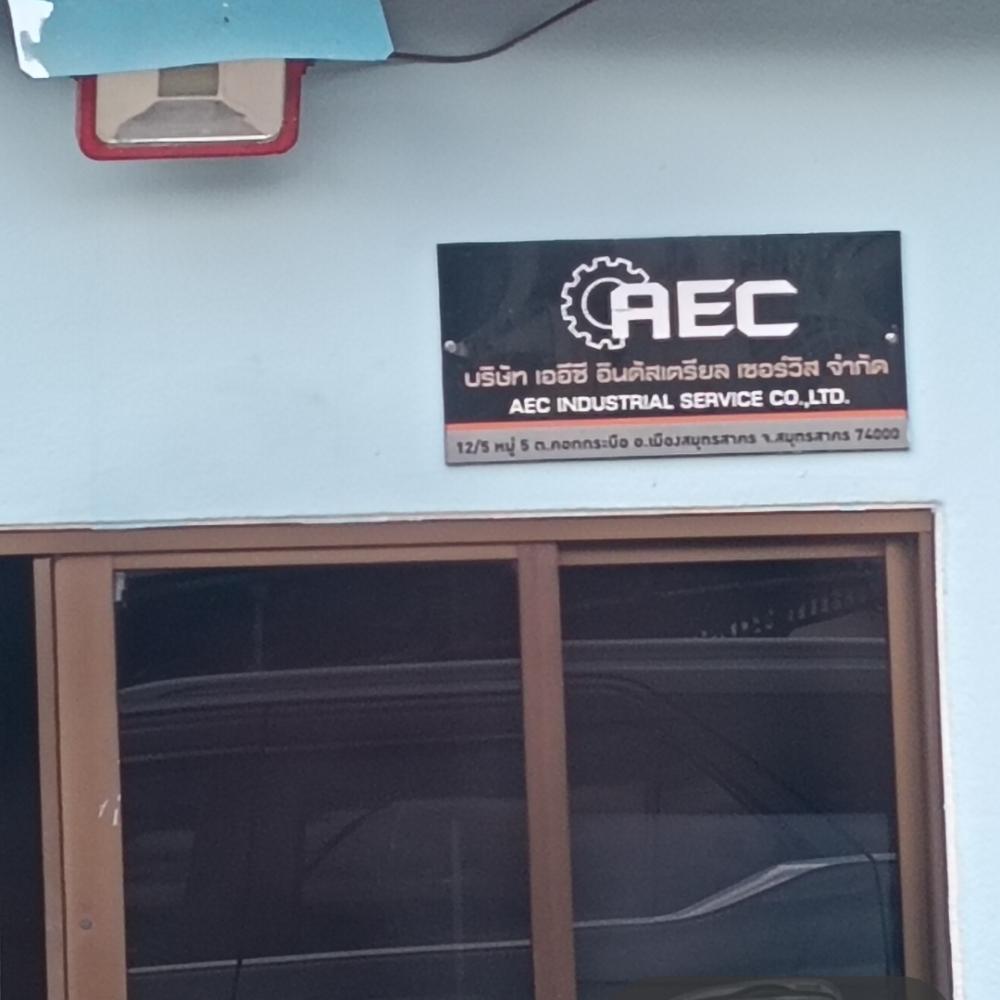 AEC
บริษัท เออีซี อินดัสเตรียล เซอร์วิส จำกัด
AEC INDUSTRIAL SERVICE CO.,LTD.
12/5 หมู่ 5 ต.คอกกระบือ อ.เมืองสมุทรสาคร จ.สมุทรสาคร 74000